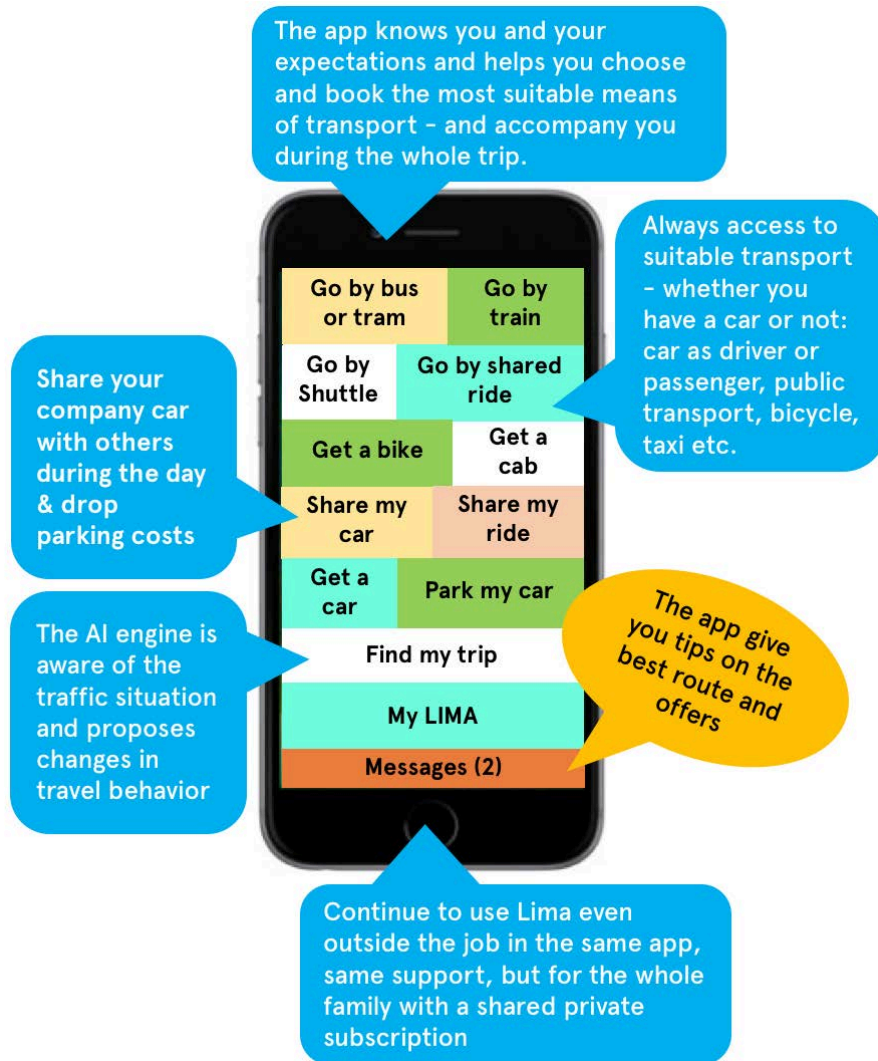 The app knows you and your
expectations and helps you choose
and book the most suitable means
of transport - and accompany you
during the whole trip.
Always access to
suitable transport
- whether you
have a car or not:
car as driver or
passenger, public
transport, bicycle,
taxi etc.
Go by bus
or tram
Go by
train
Go by
Shuttle
Go by shared
ride
Get a bike
Get a
cab
Share your
company car
with others
during the day
& drop
parking costs
Share my
car
Share my
ride
Get a
car
Park my car
The AI engine is
aware of the
traffic situation
and proposes
changes in
travel behavior
Find my trip
My LIMA
Messages (2)
The app give
you tips on the
best route and
offers
Continue to use Lima even
outside the job in the same app,
same support, but for the whole
family with a shared private
subscription